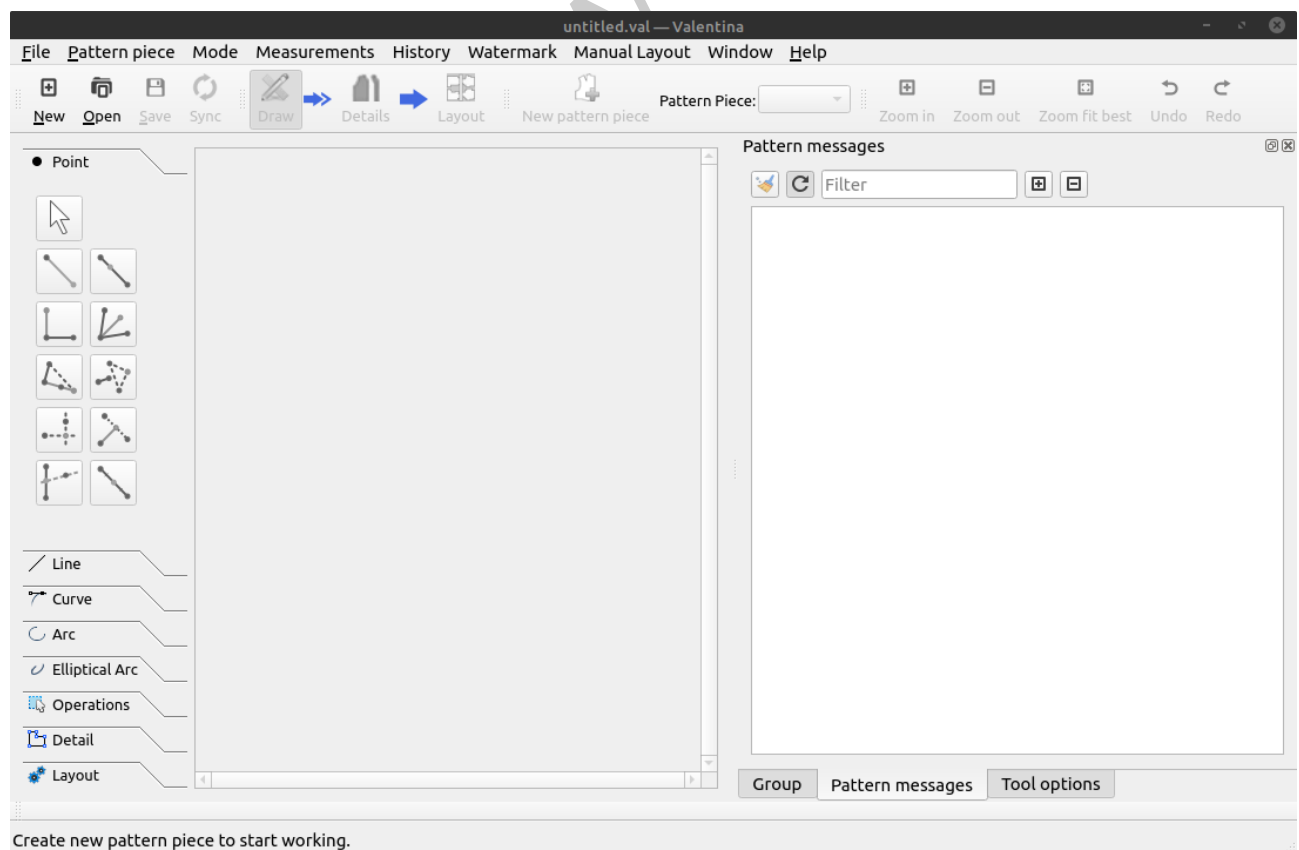 untitled.val — Valentina
File Pattern piece Mode Measurements History Watermark Manual Layout Window Help
New Open Save Sync Draw Details Layout New pattern piece Pattern Piece: Zoom in Zoom out Zoom fit best Undo Redo
Point
Pattern messages
Filter
Line
Curve
Arc
Elliptical Arc
Operations
Detail
Layout
Group Pattern messages Tool options
Create new pattern piece to start working.